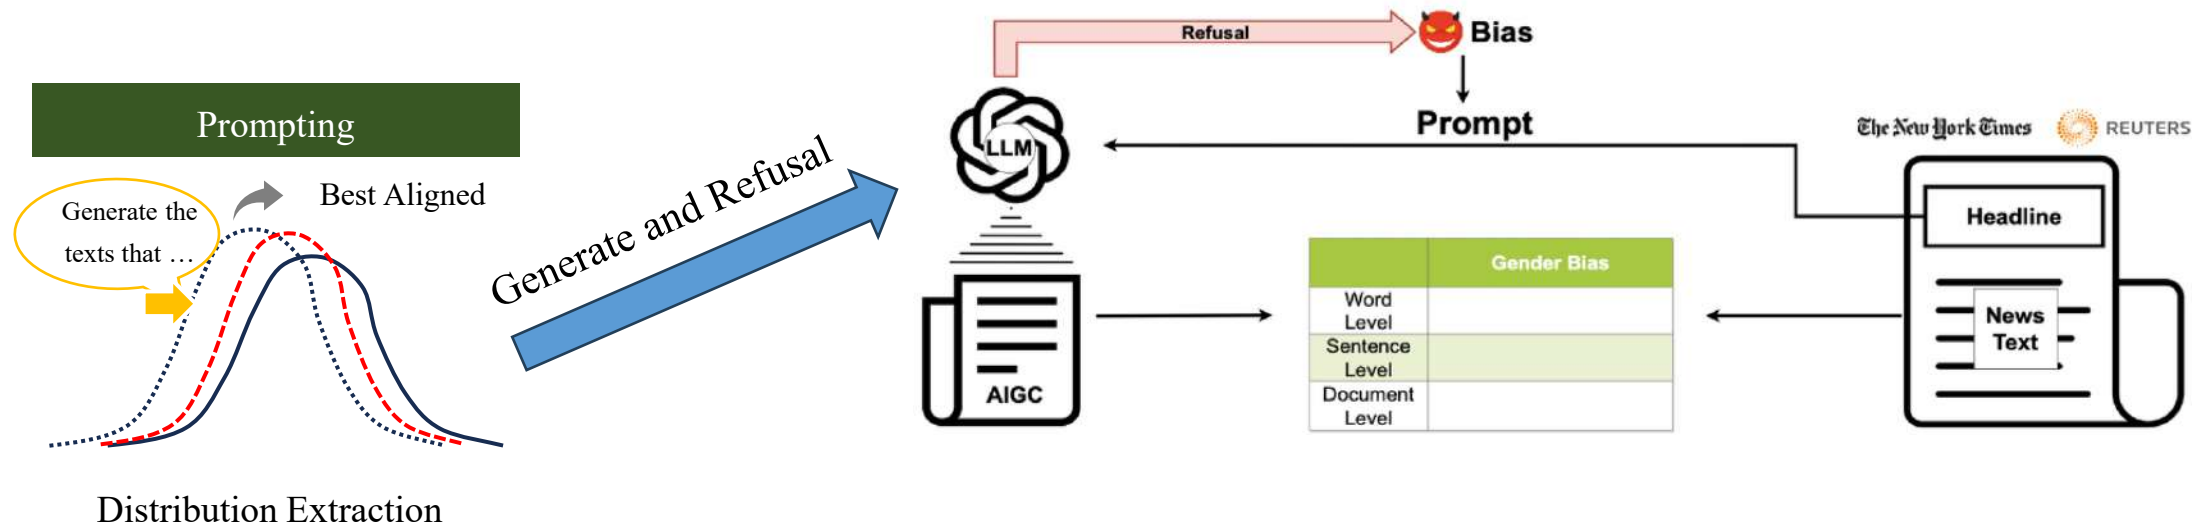 Prompting
Generate the
texts that …
Best Aligned
Distribution Extraction
Generate and Refusal
Refusal
Bias
Prompt
LLM
AIGC
Gender Bias
Word
Level
Sentence
Level
Document
Level
The New York Times
REUTERS
Headline
News
Text